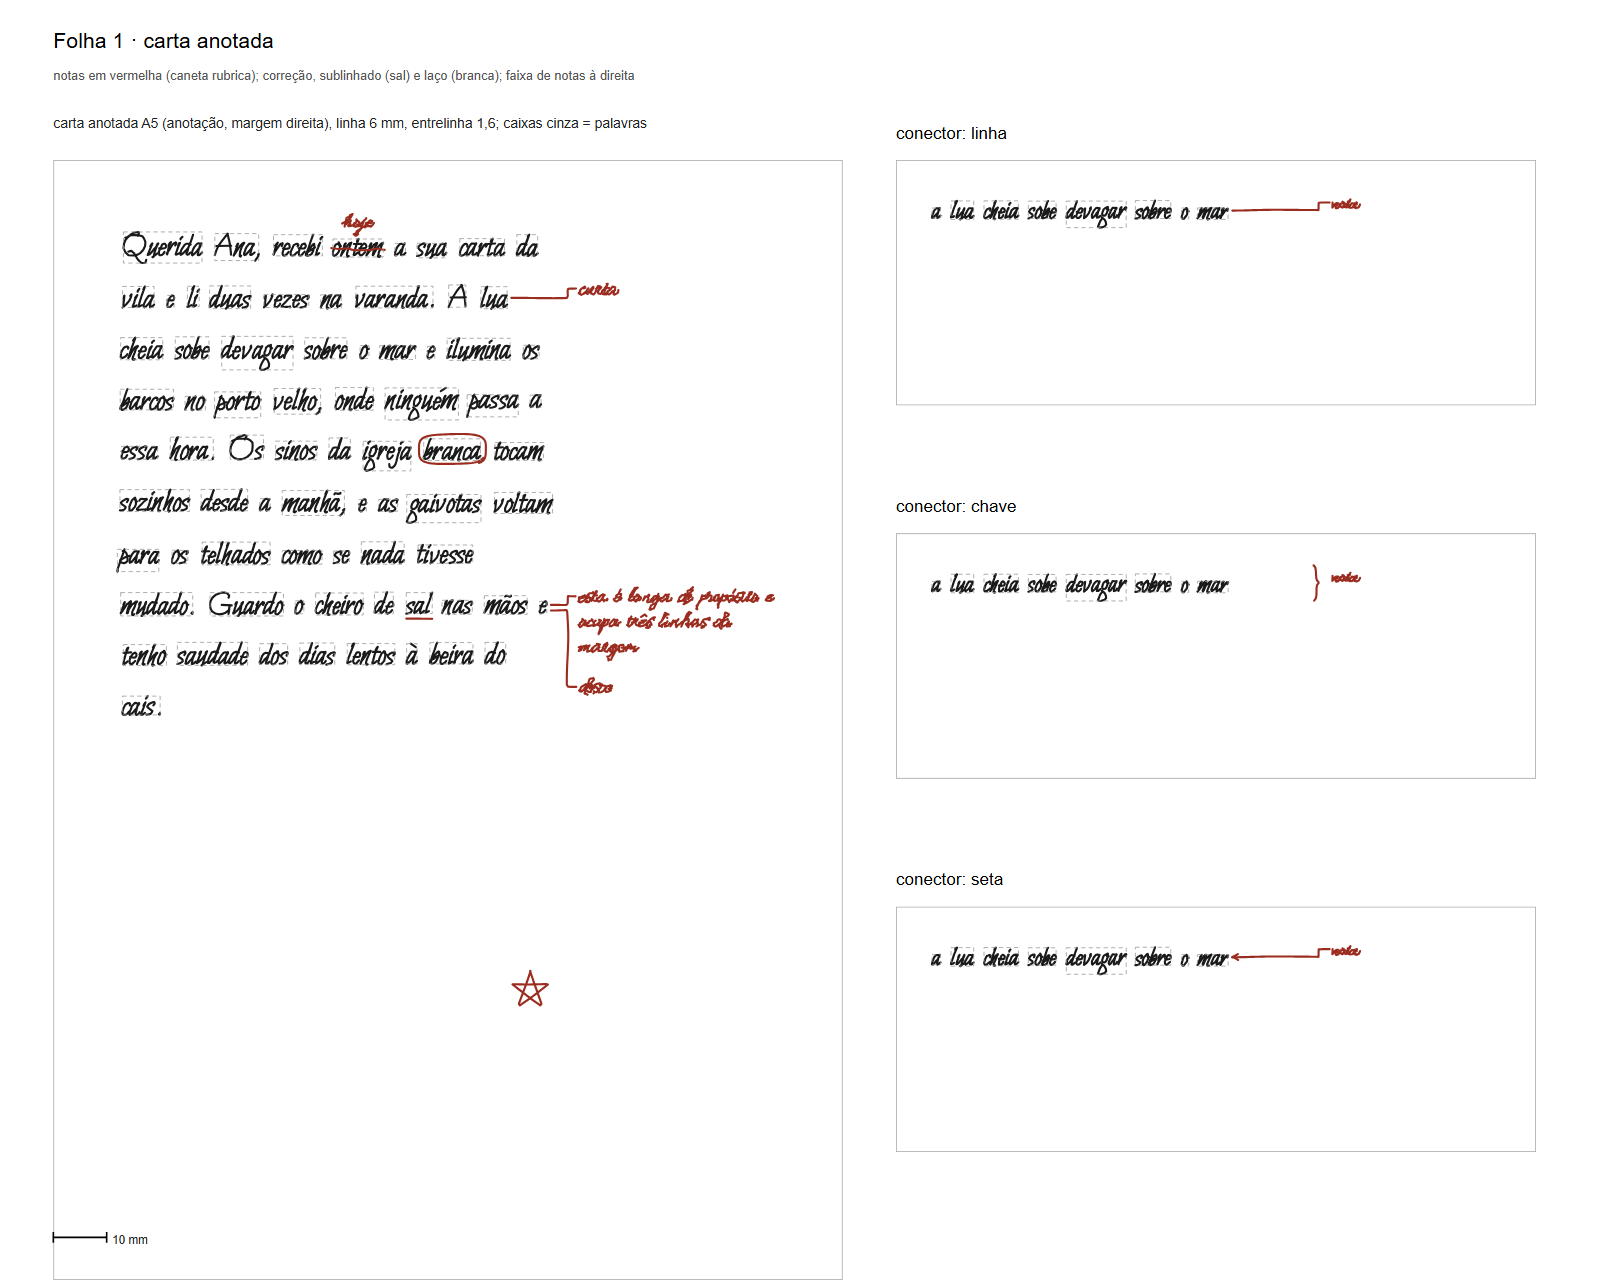 Folha 1 · carta anotada
notas em vermelha (caneta rubrica); correção, sublinhado (sal) e laço (branca); faixa de notas à direita
carta anotada A5 (anotação, margem direita), linha 6 mm, entrelinha 1,6; caixas cinza = palavras
hoje
Querida Ana, recebi ontem a sua carta da
vila e li duas vezes na varanda. A lua
curta
cheia sobe devagar sobre o mar e ilumina os
barcos no porto velho, onde ninguém passa a
essa hora. Os sinos da igreja branca tocam
sozinhos desde a manhã, e as gaivotas voltam
para os telhados como se nada tivesse
mudado. Guardo o cheiro de sal nas mãos e
esta é longa de propósito e
ocupa três linhas da
margem
tenho saudade dos dias lentos à beira do
cais.
10 mm
conector: linha
a lua cheia sobe devagar sobre o mar
nota
conector: chave
a lua cheia sobe devagar sobre o mar
nota
conector: seta
a lua cheia sobe devagar sobre o mar
nota